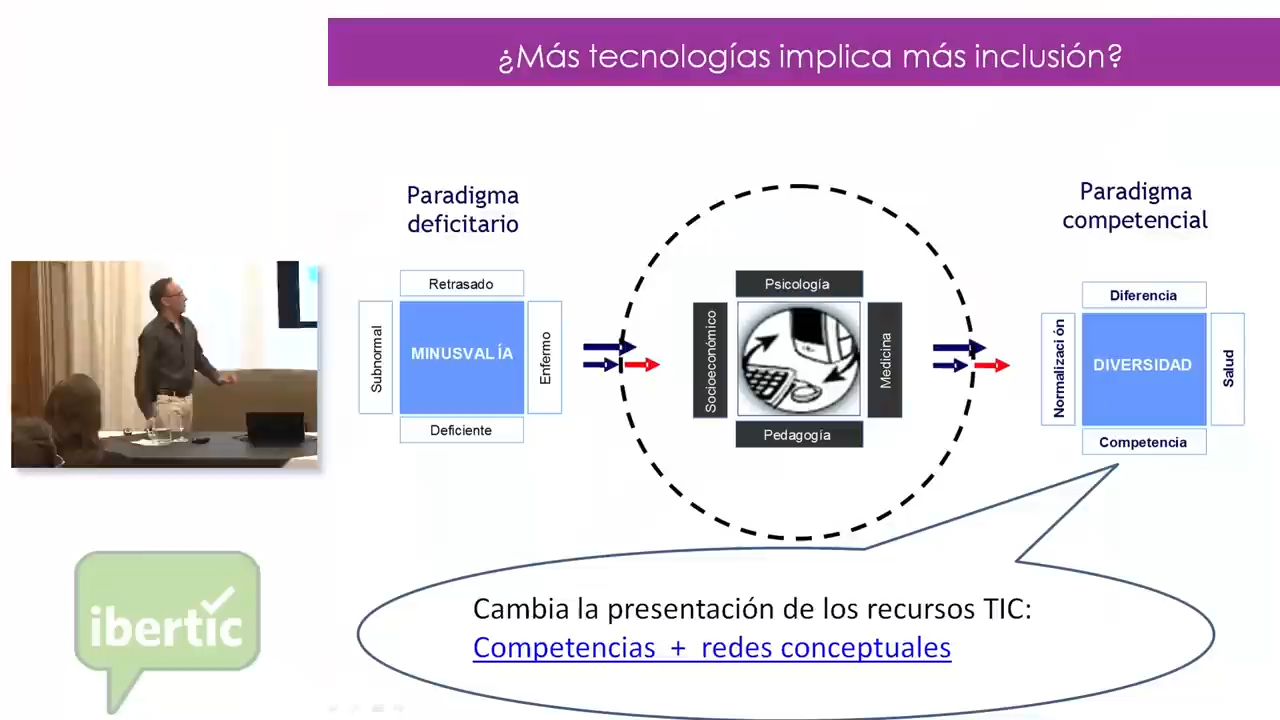 ¿Más tecnologías implica más inclusión?
Paradigma
deficitario
Retrasado
Subnormal
MINUSVALÍA
Enfermo
Deficiente
Psicología
Socioeconómico
Medicina
Pedagogía
Paradigma
competencial
Diferencia
Normalización
DIVERSIDAD
Salud
Competencia
Cambia la presentación de los recursos TIC:
Competencias + redes conceptuales
ibertic